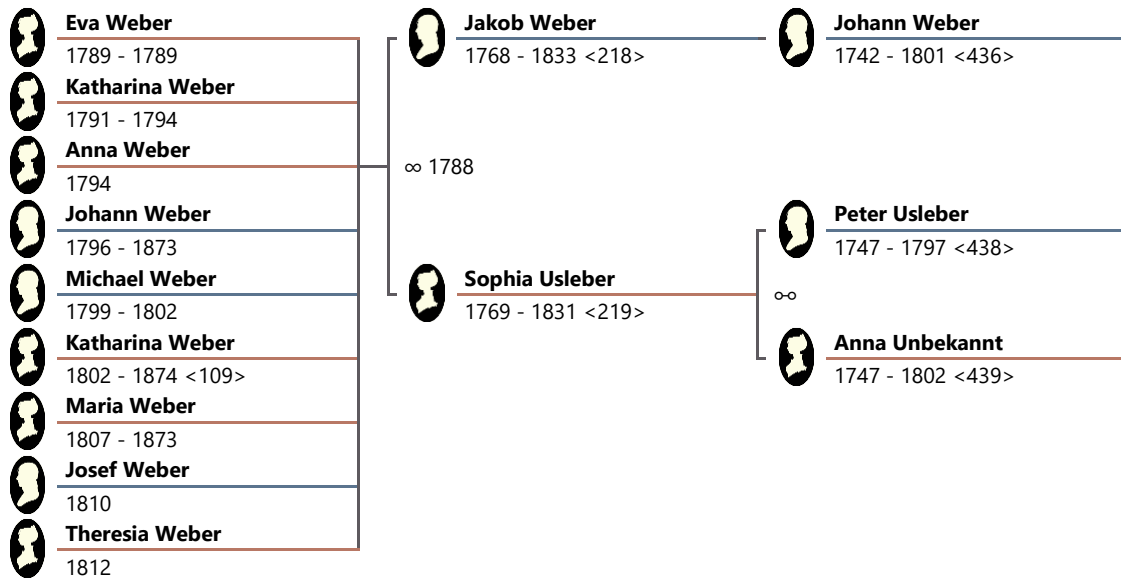 Eva Weber
1789 - 1789
Katharina Weber
1791 - 1794
Anna Weber
1794
Johann Weber
1796 - 1873
Michael Weber
1799 - 1802
Katharina Weber
1802 - 1874 <109>
Maria Weber
1807 - 1873
Josef Weber
1810
Theresia Weber
1812
Jakob Weber
1768 - 1833 <218>
∞ 1788
Sophia Usleber
1769 - 1831 <219>
Johann Weber
1742 - 1801 <436>
Peter Usleber
1747 - 1797 <438>
⚯
Anna Unbekannt
1747 - 1802 <439>